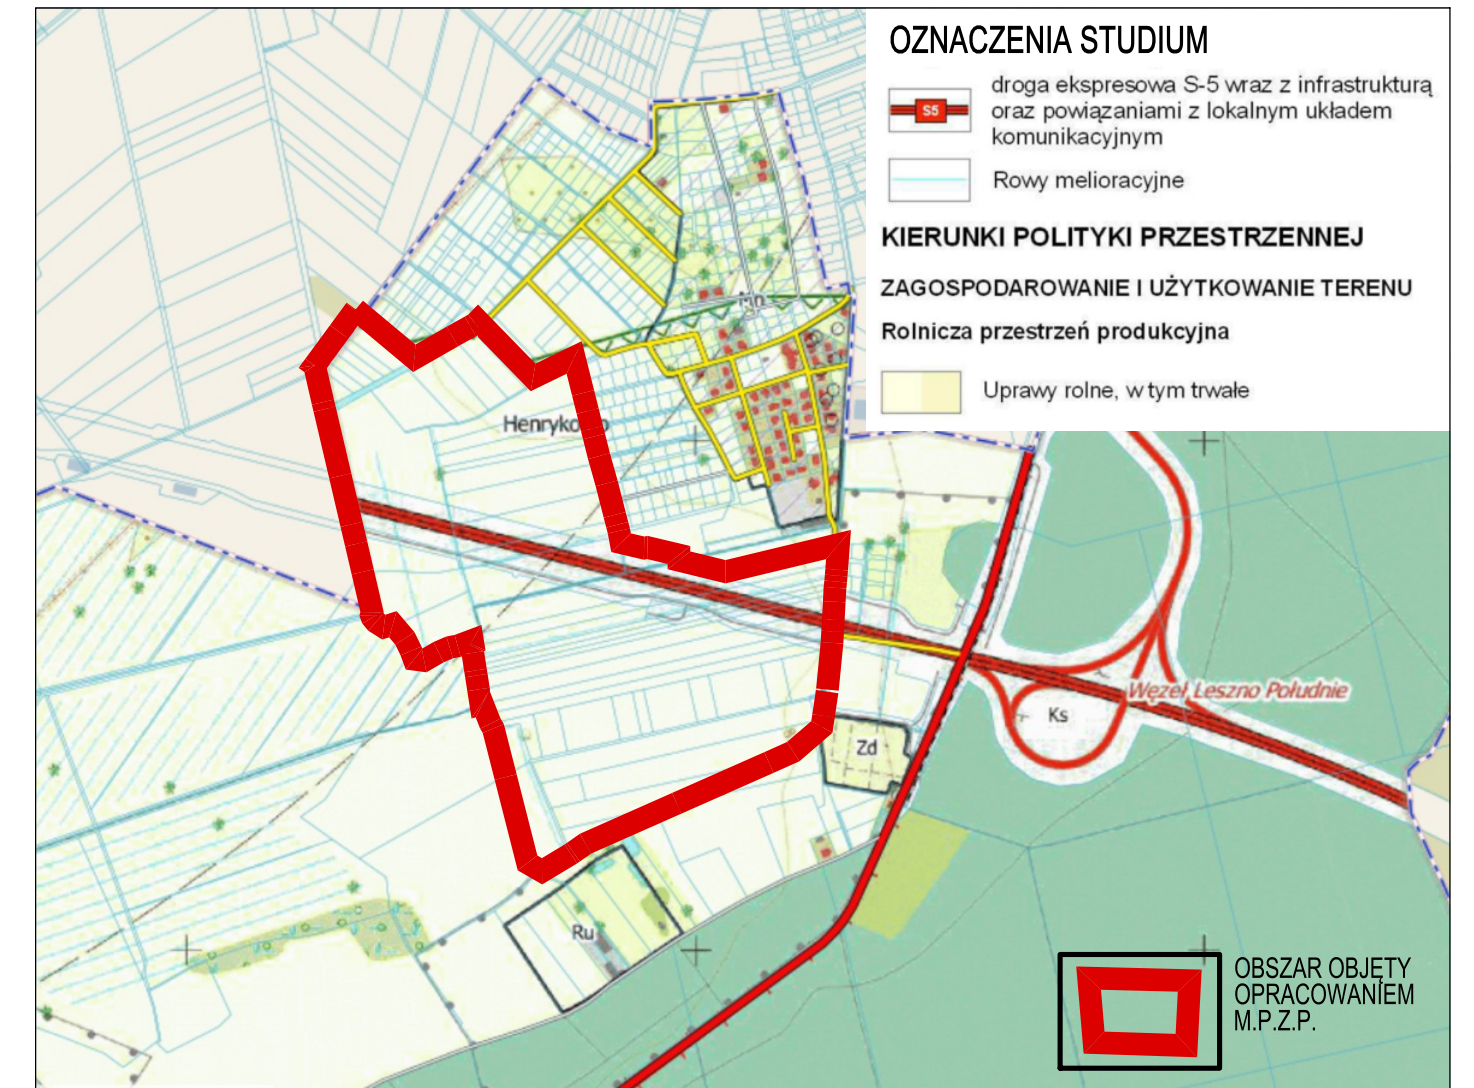 OZNACZENIA STUDIUM
S5
droga ekspresowa S-5 wraz z infrastrukturą
oraz powiązaniami z lokalnym układem
komunikacyjnym
Rowy melioracyjne
KIERUNKI POLITYKI PRZESTRZENNEJ
ZAGOSPODAROWANIE I UŻYTKOWANIE TERENU
Rolnicza przestrzeń produkcyjna
Uprawy rolne, w tym trwałe
Mn
Węzeł Leszno Południe
Ks
Zd
Ru
OBSZAR OBJĘTY
OPRACOWANIEM
M.P.Z.P.